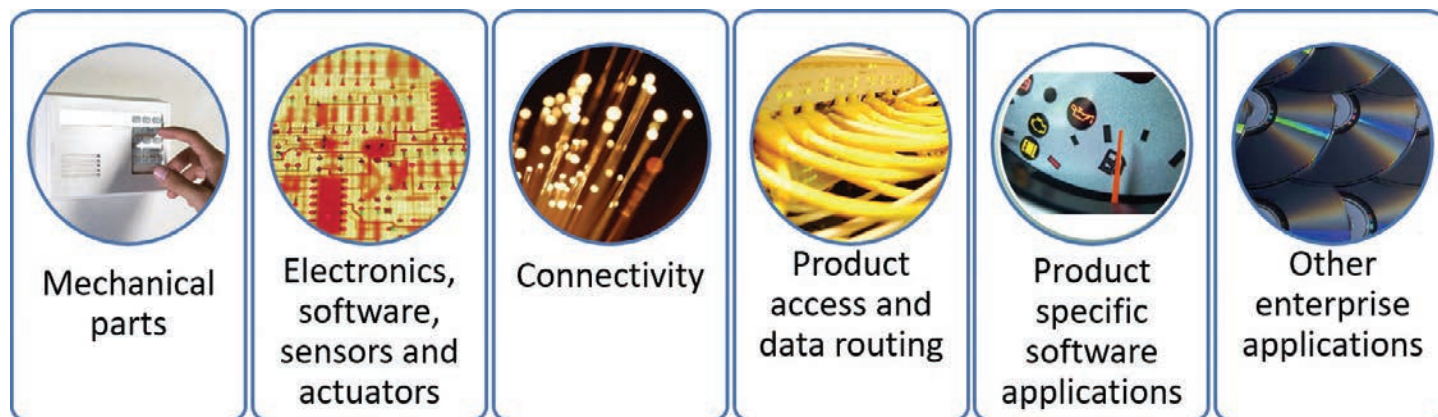 Mechanical
parts
Electronics,
software,
sensors and
actuators
Connectivity
Product
access and
data routing
Product
specific
software
applications
Other
enterprise
applications